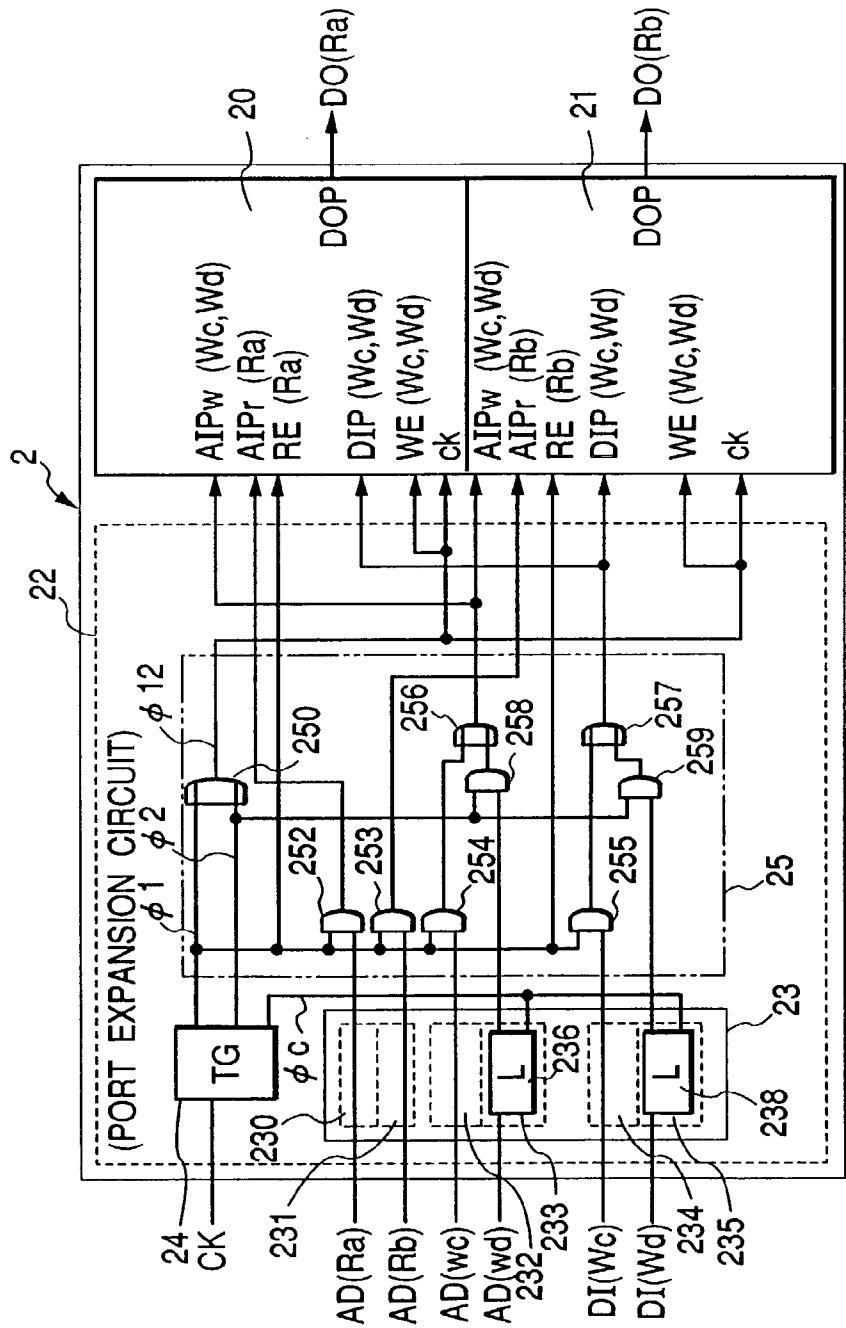 2
22
(PORT EXPANSION CIRCUIT)
24
CK
TG
φ1
φ2
φ12
φc
250
252
253
254
255
256
258
257
259
25
23
230
231
232
233
234
235
L
236
L
238
AD(Ra)
AD(Rb)
AD(wc)
AD(wd)
DI(Wc)
DI(Wd)
AIPw (Wc,Wd)
AIPr (Ra)
RE (Ra)
DIP (Wc,Wd)
WE (Wc,Wd)
ck
DOP
20
DO(Ra)
AIPw (Wc,Wd)
AIPr (Rb)
RE (Rb)
DIP (Wc,Wd)
WE (Wc,Wd)
ck
DOP
21
DO(Rb)